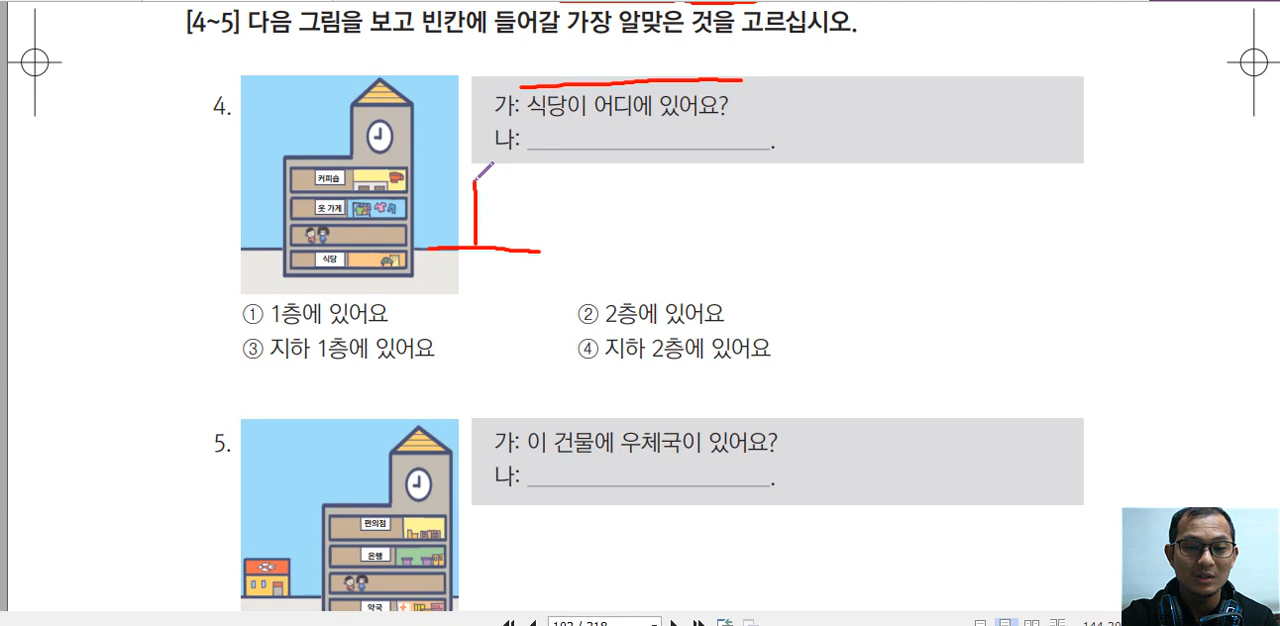 [4~5] 다음 그림을 보고 빈칸에 들어갈 가장 알맞은 것을 고르십시오.
4.
커피숍
옷 가게
식당
가: 식당이 어디에 있어요?
나: ____________________.
① 1층에 있어요
② 2층에 있어요
③ 지하 1층에 있어요
④ 지하 2층에 있어요
5.
편의점
은행
약국
가: 이 건물에 우체국이 있어요?
나: ____________________.
193 / 218